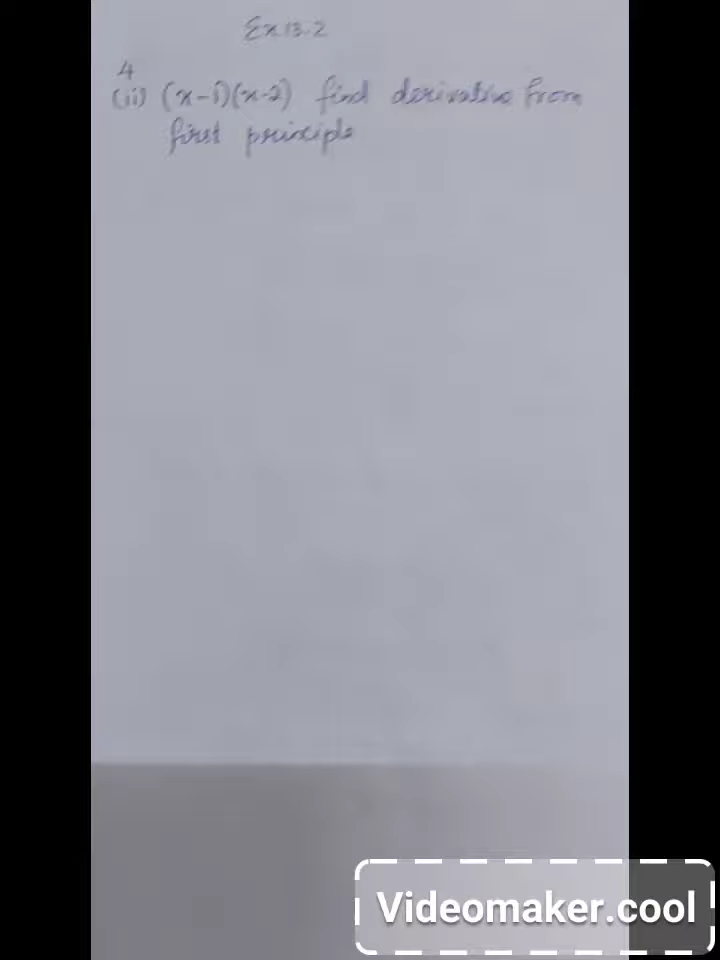 Ex 13.2
4
(ii) (x-1)(x-2) find derivative from
first principle
Videomaker.cool